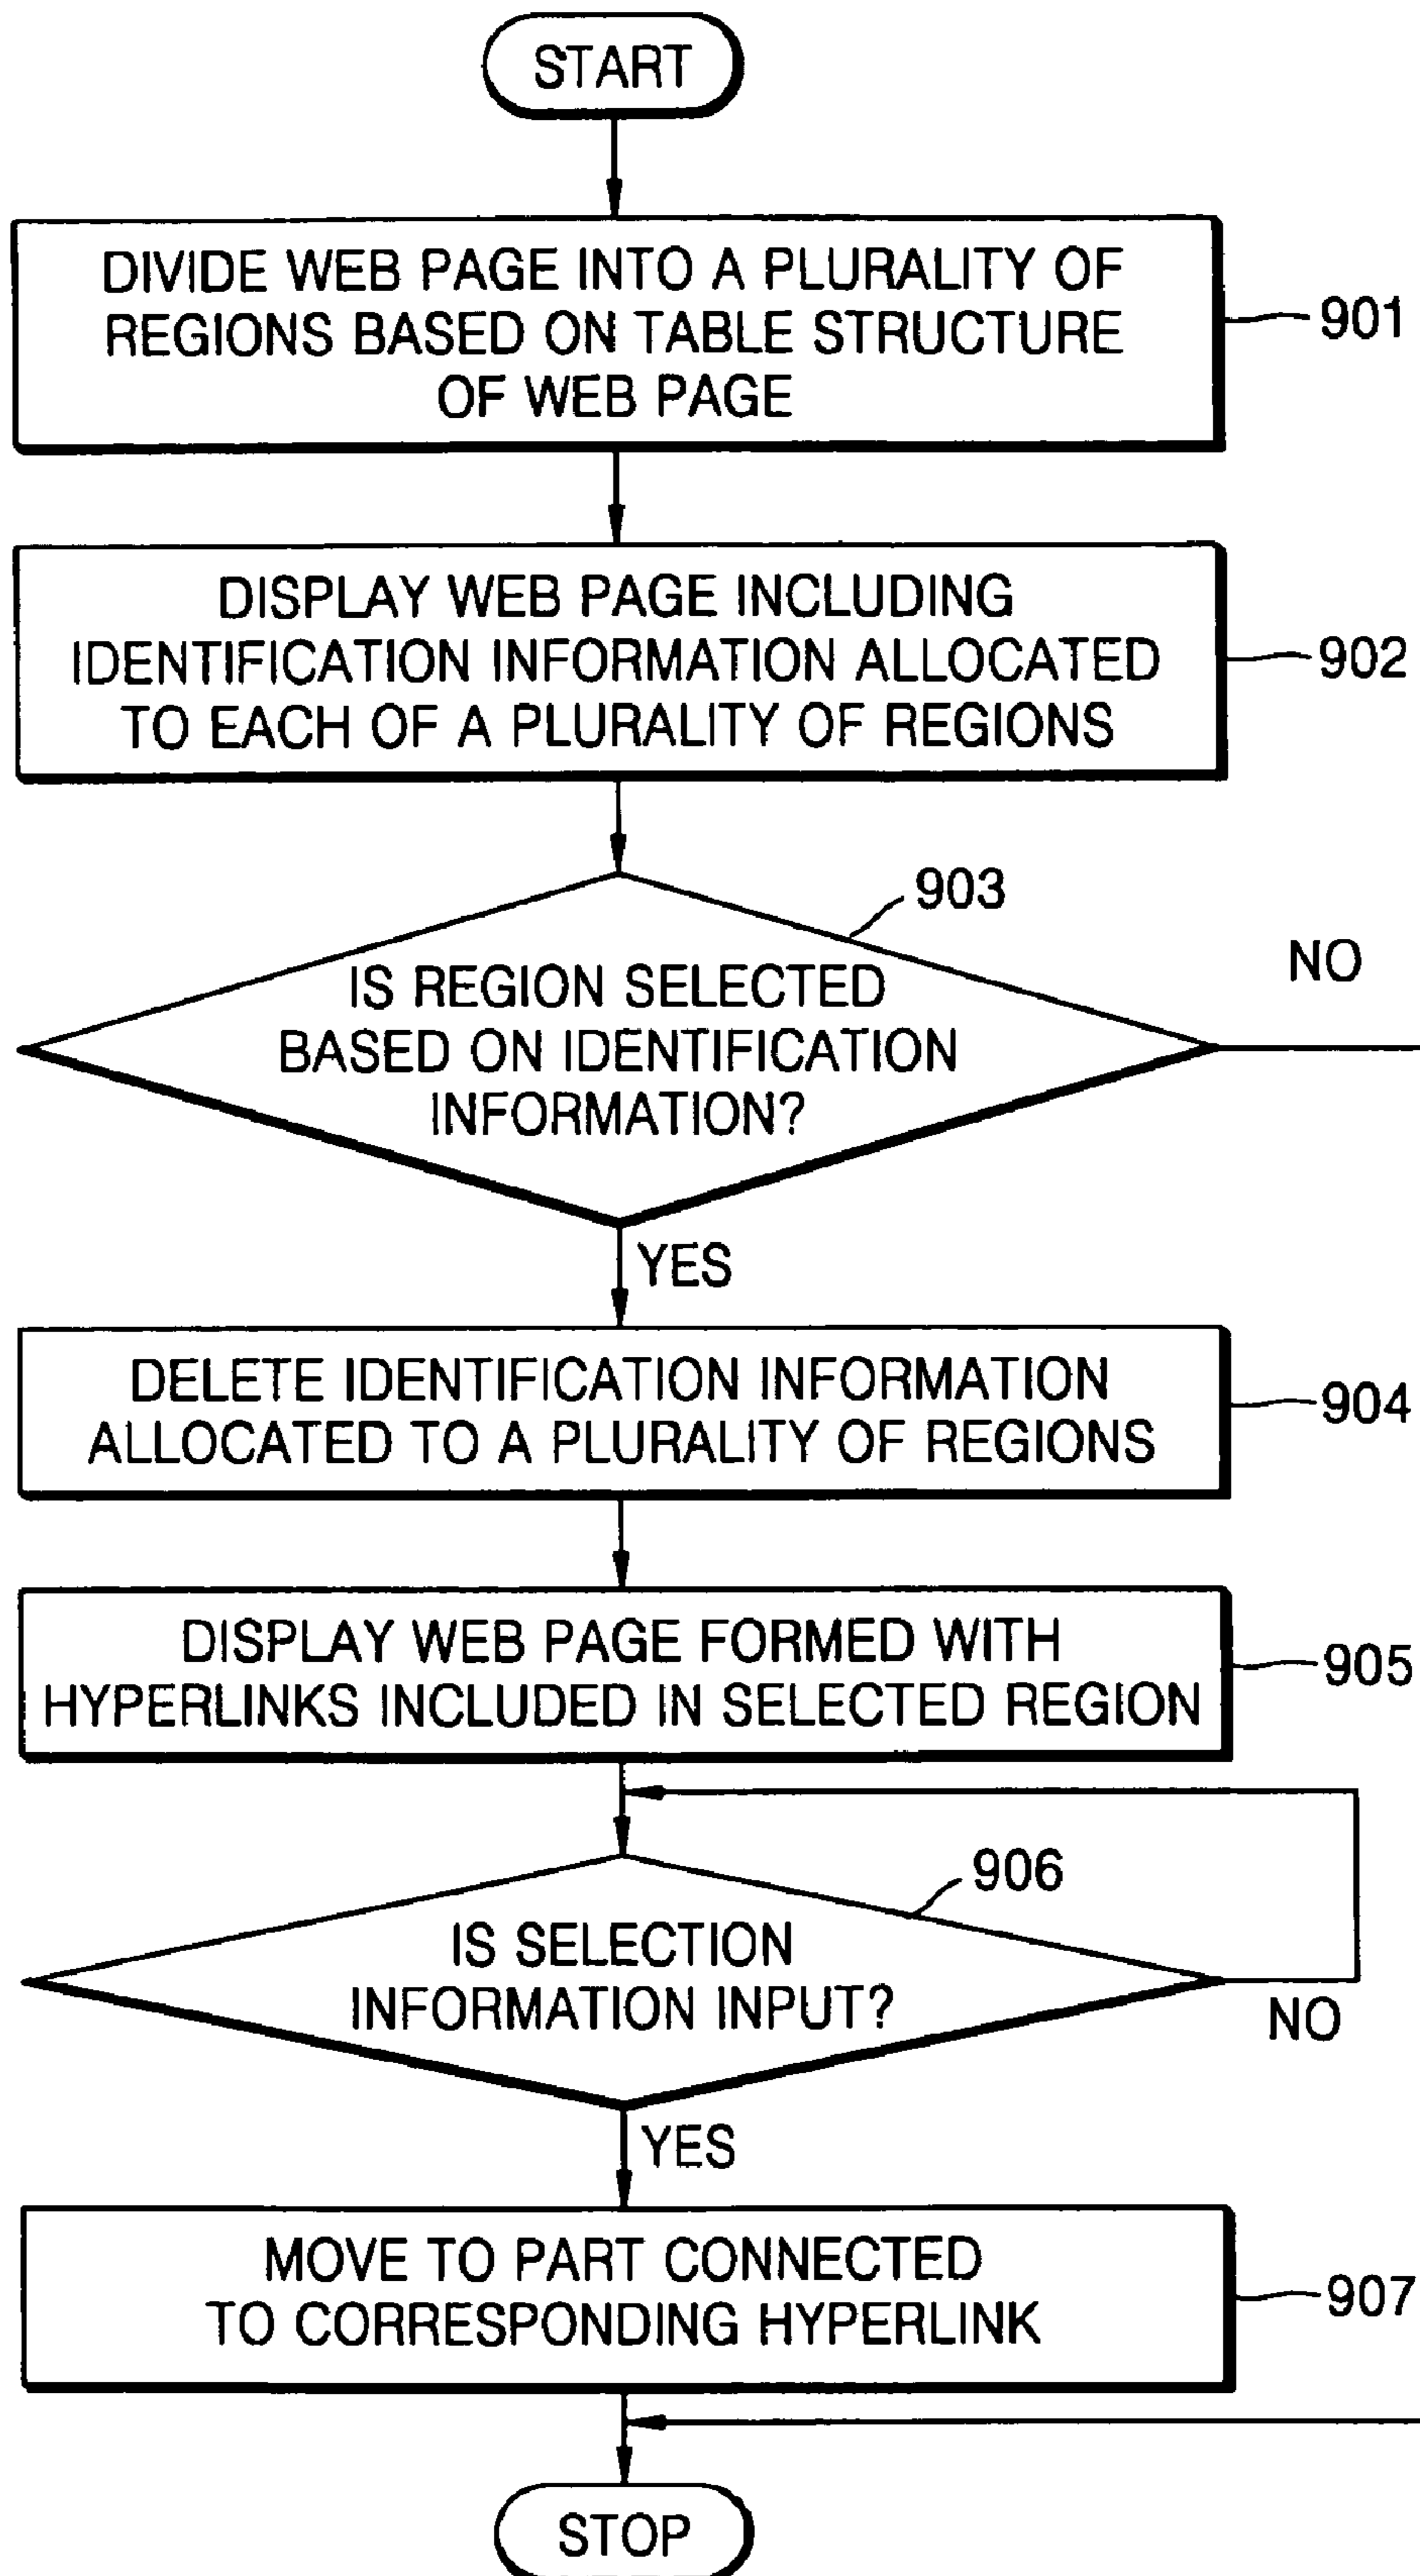 START
DIVIDE WEB PAGE INTO A PLURALITY OF
REGIONS BASED ON TABLE STRUCTURE
OF WEB PAGE
901
DISPLAY WEB PAGE INCLUDING
IDENTIFICATION INFORMATION ALLOCATED
TO EACH OF A PLURALITY OF REGIONS
902
903
IS REGION SELECTED
BASED ON IDENTIFICATION
INFORMATION?
NO
YES
DELETE IDENTIFICATION INFORMATION
ALLOCATED TO A PLURALITY OF REGIONS
904
DISPLAY WEB PAGE FORMED WITH
HYPERLINKS INCLUDED IN SELECTED REGION
905
906
IS SELECTION
INFORMATION INPUT?
NO
YES
MOVE TO PART CONNECTED
TO CORRESPONDING HYPERLINK
907
STOP